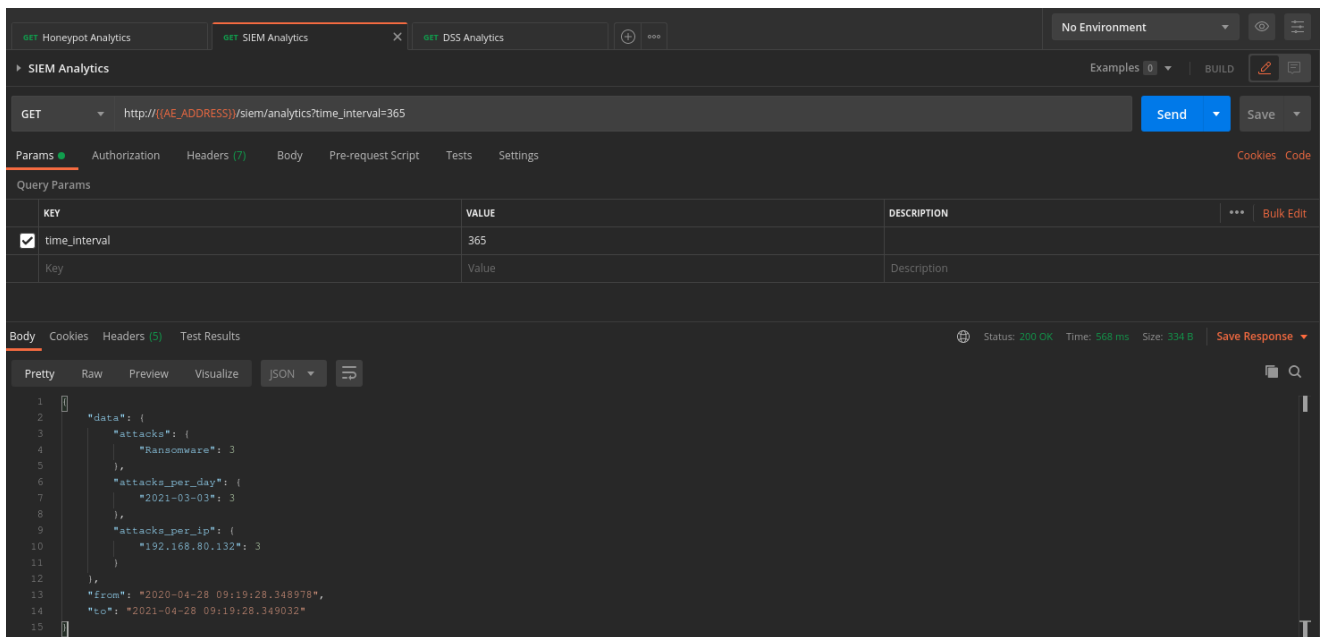 GET Honeypot Analytics GET SIEM Analytics GET DSS Analytics No Environment
SIEM Analytics Examples 0 BUILD
GET http://{{AE_ADDRESS}}/siem/analytics?time_interval=365 Send Save
Params Authorization Headers (7) Body Pre-request Script Tests Settings Cookies Code
Query Params
KEY VALUE DESCRIPTION Bulk Edit
time_interval 365
Key Value Description
Body Cookies Headers (5) Test Results Status: 200 OK Time: 568 ms Size: 334 B Save Response
Pretty Raw Preview Visualize JSON
1 {
2 "data": {
3 "attacks": {
4 "Ransomware": 3
5 },
6 "attacks_per_day": {
7 "2021-03-03": 3
8 },
9 "attacks_per_ip": {
10 "192.168.80.132": 3
11 }
12 },
13 "from": "2020-04-28 09:19:28.348978",
14 "to": "2021-04-28 09:19:28.349032"
15 }